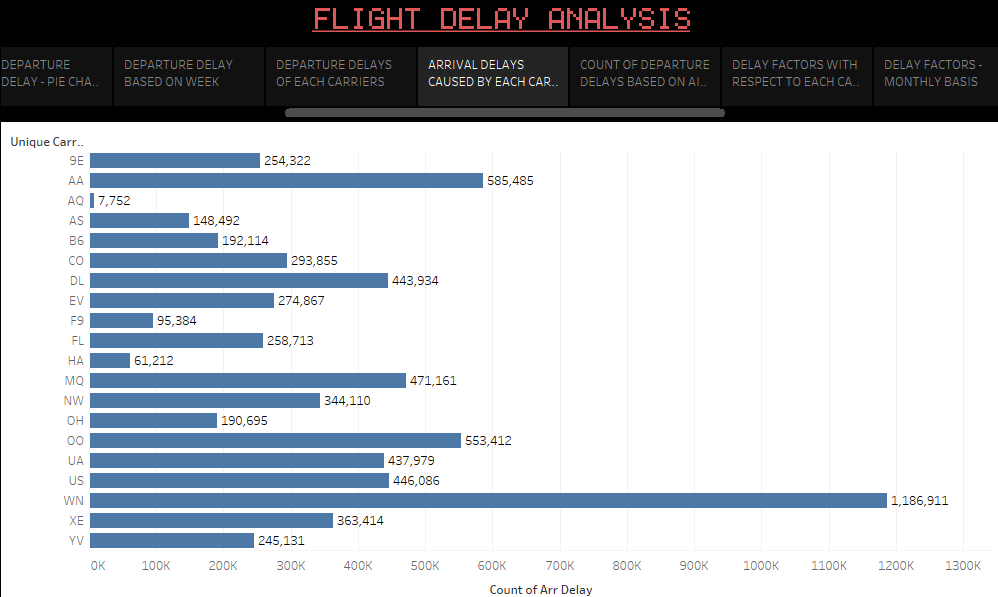 FLIGHT DELAY ANALYSIS
DEPARTURE
DELAY - PIE CHA..
DEPARTURE DELAY
BASED ON WEEK
DEPARTURE DELAYS
OF EACH CARRIERS
ARRIVAL DELAYS
CAUSED BY EACH CAR..
COUNT OF DEPARTURE
DELAYS BASED ON AI..
DELAY FACTORS WITH
RESPECT TO EACH CA..
DELAY FACTORS -
MONTHLY BASIS
Unique Carr..
9E 254,322
AA 585,485
AQ 7,752
AS 148,492
B6 192,114
CO 293,855
DL 443,934
EV 274,867
F9 95,384
FL 258,713
HA 61,212
MQ 471,161
NW 344,110
OH 190,695
OO 553,412
UA 437,979
US 446,086
WN 1,186,911
XE 363,414
YV 245,131
0K 100K 200K 300K 400K 500K 600K 700K 800K 900K 1000K 1100K 1200K 1300K
Count of Arr Delay